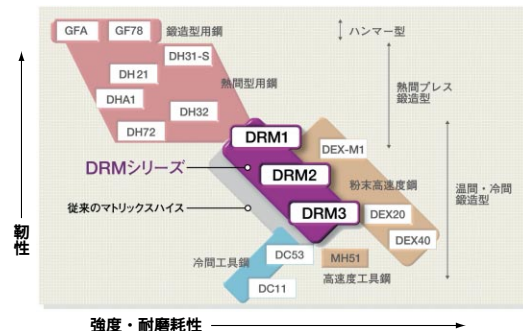 GFA
GF78
鍛造型用鋼
ハンマー型
DH31-S
熱間型用鋼
DH21
熱間プレス
鍛造型
DHA1
DH32
DH72
DRM1
DEX-M1
DRMシリーズ
DRM2
粉末高速度鋼
温間・冷間
鍛造型
従来のマトリックスハイス
DRM3
DEX20
DEX40
靭性
冷間工具鋼
DC53
MH51
高速度工具鋼
DC11
強度・耐磨耗性